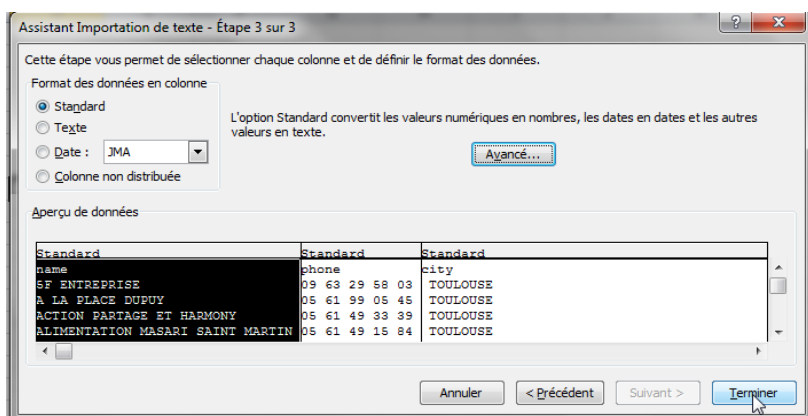 Assistant Importation de texte - Étape 3 sur 3
?
Cette étape vous permet de sélectionner chaque colonne et de définir le format des données.
Format des données en colonne
Standard
Texte
Date : JMA
Colonne non distribuée
L'option Standard convertit les valeurs numériques en nombres, les dates en dates et les autres
valeurs en texte.
Avancé...
Aperçu de données
Standard Standard Standard
name phone city
5F ENTREPRISE 09 63 29 58 03 TOULOUSE
A LA PLACE DUPUY 05 61 99 05 45 TOULOUSE
ACTION PARTAGE ET HARMONY 05 61 49 33 39 TOULOUSE
ALIMENTATION MASARI SAINT MARTIN 05 61 49 15 84 TOULOUSE
Annuler < Précédent Suivant > Terminer